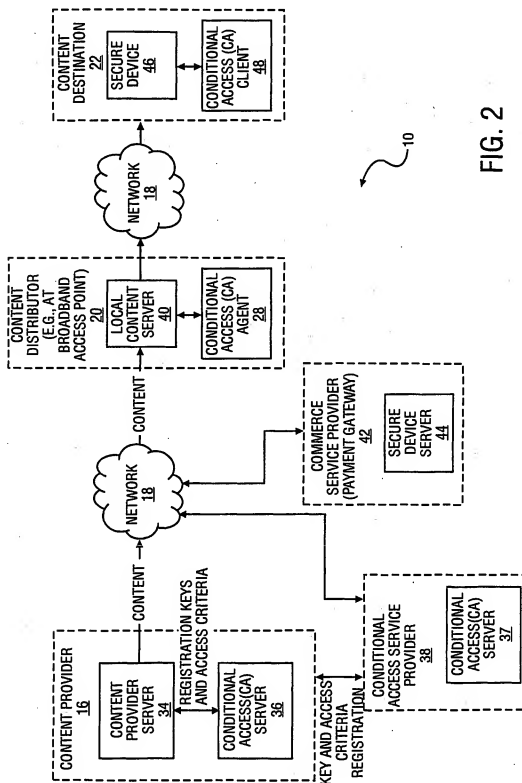 CONTENT PROVIDER
16
CONTENT PROVIDER
SERVER
34
REGISTRATION KEYS
AND ACCESS CRITERIA
CONDITIONAL
ACCESS(CA)
SERVER
36
KEY AND ACCESS
CRITERIA
REGISTRATION
CONDITIONAL
ACCESS SERVICE
PROVIDER
38
CONDITIONAL
ACCESS(CA)
SERVER
37
CONTENT
NETWORK
18
CONTENT
COMMERCE
SERVICE PROVIDER
(PAYMENT GATEWAY)
42
SECURE DEVICE
SERVER
44
CONTENT
DISTRIBUTOR
(E.G., AT
BROADBAND
ACCESS POINT)
20
LOCAL
CONTENT
SERVER
40
CONDITIONAL
ACCESS (CA)
AGENT
28
NETWORK
18
CONTENT
DESTINATION
22
SECURE
DEVICE
46
CONDITIONAL
ACCESS (CA)
CLIENT
48
10
FIG. 2